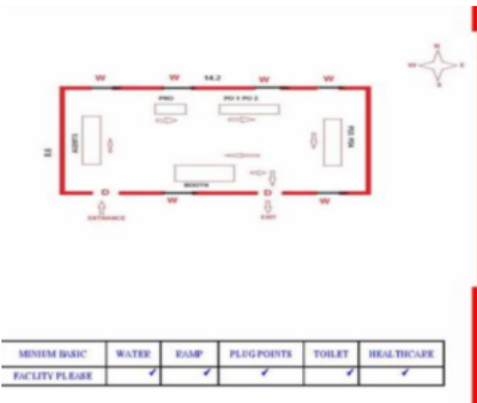 N
W E
S
W W 14.2 W W
PRO PO 1 PO 2
BOOTH
D D
W W
ENTRANCE EXIT
MINIUM BASIC WATER RAMP PLUG POINTS TOILET HEALTHCARE
FACLITY PLEASE ✓ ✓ ✓ ✓ ✓